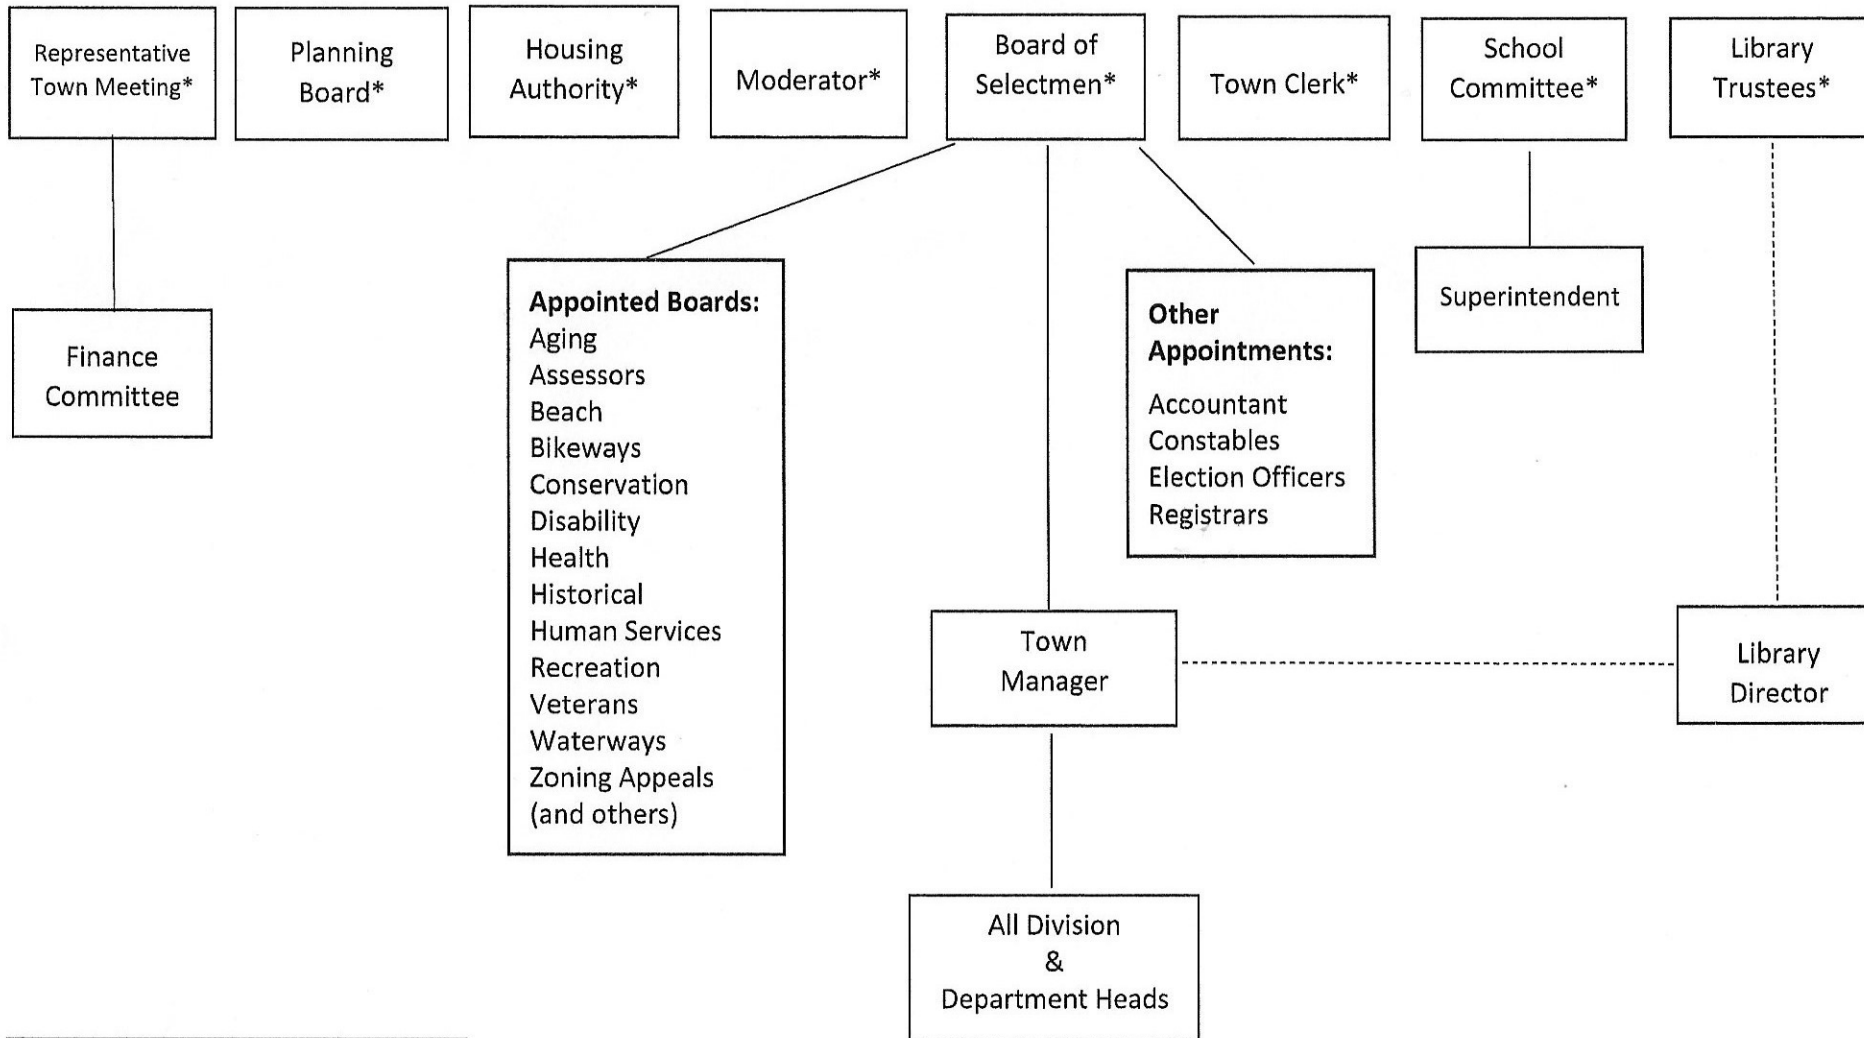 Representative
Town Meeting*
Planning
Board*
Housing
Authority*
Moderator*
Board of
Selectmen*
Town Clerk*
School
Committee*
Library
Trustees*
Finance
Committee
Appointed Boards:
Aging
Assessors
Beach
Bikeways
Conservation
Disability
Health
Historical
Human Services
Recreation
Veterans
Waterways
Zoning Appeals
(and others)
Other
Appointments:
Accountant
Constables
Election Officers
Registrars
Superintendent
Town
Manager
Library
Director
All Division
&
Department Heads